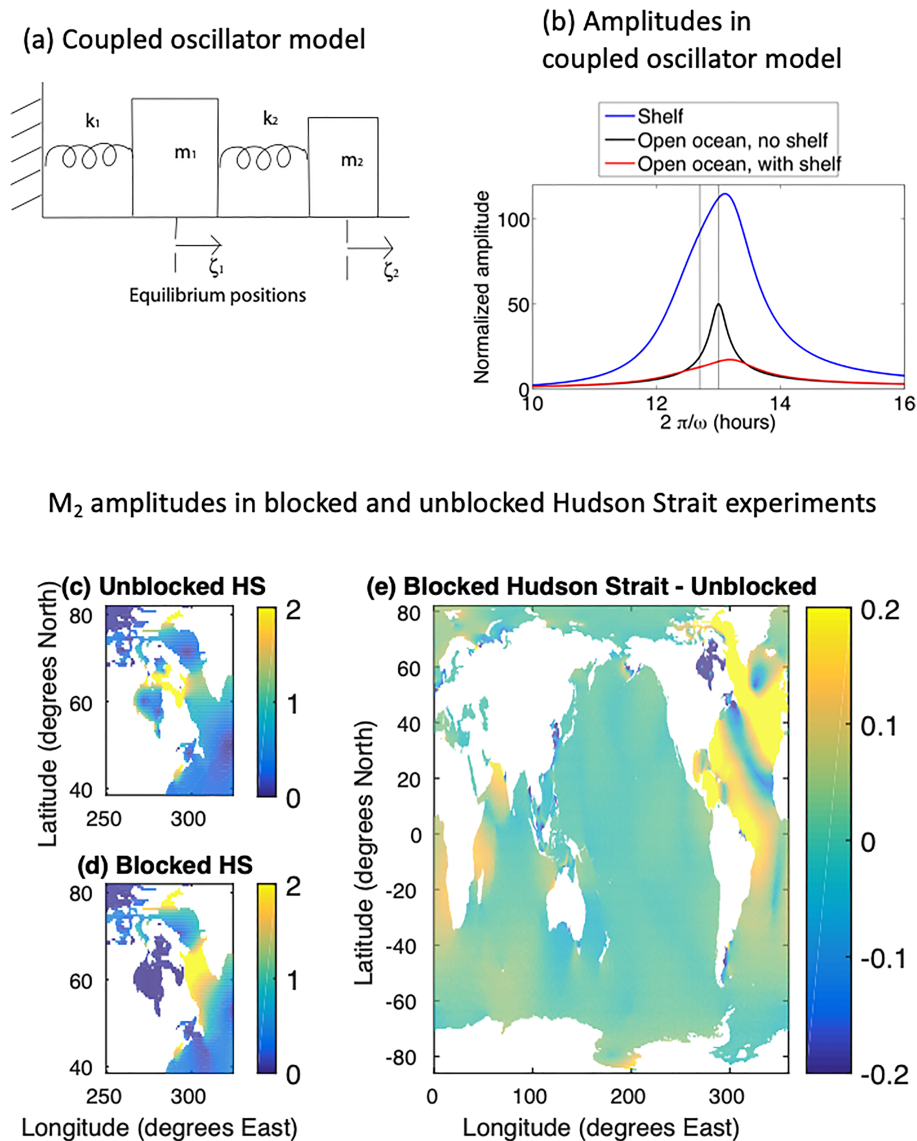 (a) Coupled oscillator model
k1
m1
k2
m2
ζ1
ζ2
Equilibrium positions
(b) Amplitudes in
coupled oscillator model
Shelf
Open ocean, no shelf
Open ocean, with shelf
Normalized amplitude
100
50
0
10
12
14
16
2 π/ω (hours)
M2 amplitudes in blocked and unblocked Hudson Strait experiments
(c) Unblocked HS
Latitude (degrees North)
80
60
40
250
300
2
1
0
(d) Blocked HS
80
60
40
250
300
2
1
0
Longitude (degrees East)
(e) Blocked Hudson Strait - Unblocked
Latitude (degrees North)
80
60
40
20
0
-20
-40
-60
-80
0
100
200
300
Longitude (degrees East)
0.2
0.1
0
-0.1
-0.2